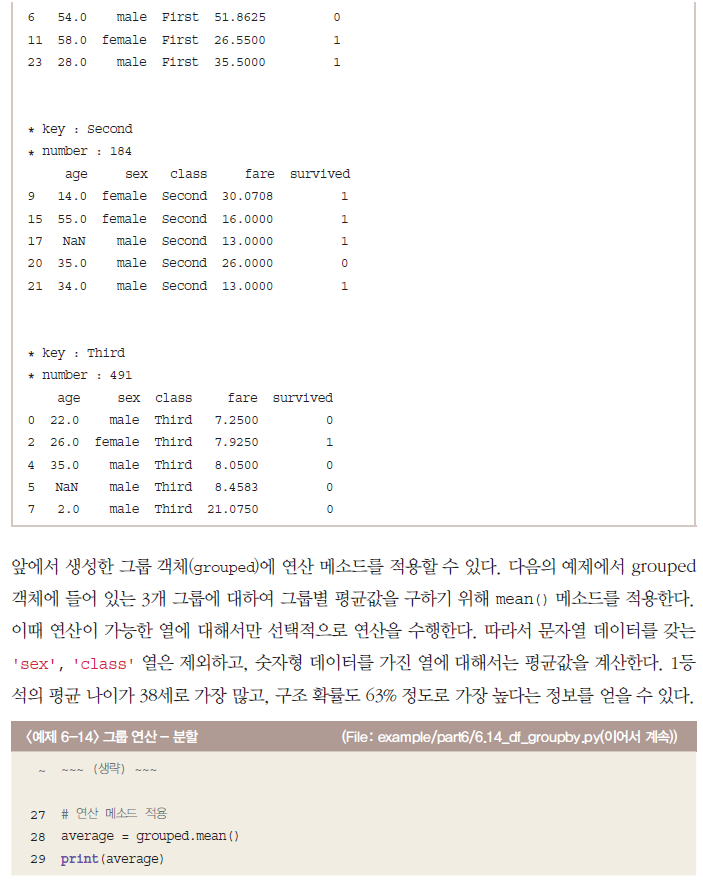 6   54.0    male  First  51.8625         0
11  58.0  female  First  26.5500         1
23  28.0    male  First  35.5000         1
* key : Second
* number : 184
     age     sex   class     fare  survived
9   14.0  female  Second  30.0708         1
15  55.0  female  Second  16.0000         1
17   NaN    male  Second  13.0000         1
20  35.0    male  Second  26.0000         0
21  34.0    male  Second  13.0000         1
* key : Third
* number : 491
    age     sex  class     fare  survived
0  22.0    male  Third   7.2500         0
2  26.0  female  Third   7.9250         1
4  35.0    male  Third   8.0500         0
5   NaN    male  Third   8.4583         0
7   2.0    male  Third  21.0750         0
앞에서 생성한 그룹 객체(grouped)에 연산 메소드를 적용할 수 있다. 다음의 예제에서 grouped
객체에 들어 있는 3개 그룹에 대하여 그룹별 평균값을 구하기 위해 mean() 메소드를 적용한다.
이때 연산이 가능한 열에 대해서만 선택적으로 연산을 수행한다. 따라서 문자열 데이터를 갖는
'sex', 'class' 열은 제외하고, 숫자형 데이터를 가진 열에 대해서는 평균값을 계산한다. 1등
석의 평균 나이가 38세로 가장 많고, 구조 확률도 63% 정도로 가장 높다는 정보를 얻을 수 있다.
〈예제 6-14〉 그룹 연산 - 분할 (File: example/part6/6.14_df_groupby.py(이어서 계속))
~ ~~~ (생략) ~~~
27 # 연산 메소드 적용
28 average = grouped.mean()
29 print(average)